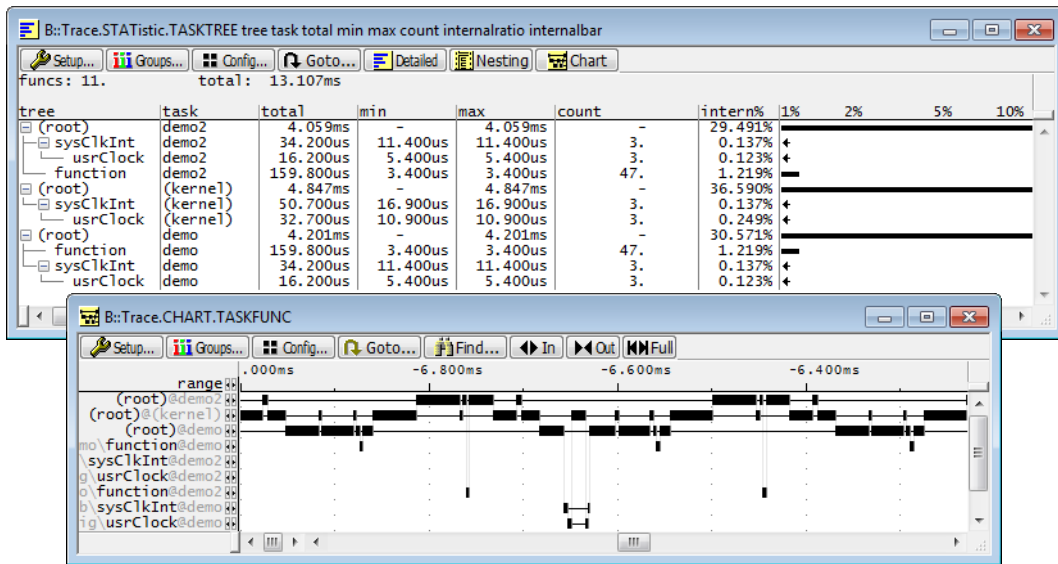 B::Trace.STATistic.TASKTREE tree task total min max count internalratio internalbar
Setup... Groups... Config... Goto... Detailed Nesting Chart
funcs: 11. total: 13.107ms
tree task total min max count intern% 1% 2% 5% 10%
(root) demo2 4.059ms - 4.059ms - 29.491%
sysClkInt demo2 34.200us 11.400us 11.400us 3. 0.137%
usrClock demo2 16.200us 5.400us 5.400us 3. 0.123%
function demo2 159.800us 3.400us 3.400us 47. 1.219%
(root) (kernel) 4.847ms - 4.847ms - 36.590%
sysClkInt (kernel) 50.700us 16.900us 16.900us 3. 0.137%
usrClock (kernel) 32.700us 10.900us 10.900us 3. 0.249%
(root) demo 4.201ms - 4.201ms - 30.571%
function demo 159.800us 3.400us 3.400us 47. 1.219%
sysClkInt demo 34.200us 11.400us 11.400us 3. 0.137%
usrClock demo 16.200us 5.400us 5.400us 3. 0.123%
B::Trace.CHART.TASKFUNC
Setup... Groups... Config... Goto... Find... In Out Full
.000ms -6.800ms -6.600ms -6.400ms
range
(root)@demo2
(root)@(kernel)
(root)@demo
mo\function@demo
\sysClkInt@demo2
g\usrClock@demo2
o\function@demo2
b\sysClkInt@demo
ig\usrClock@demo